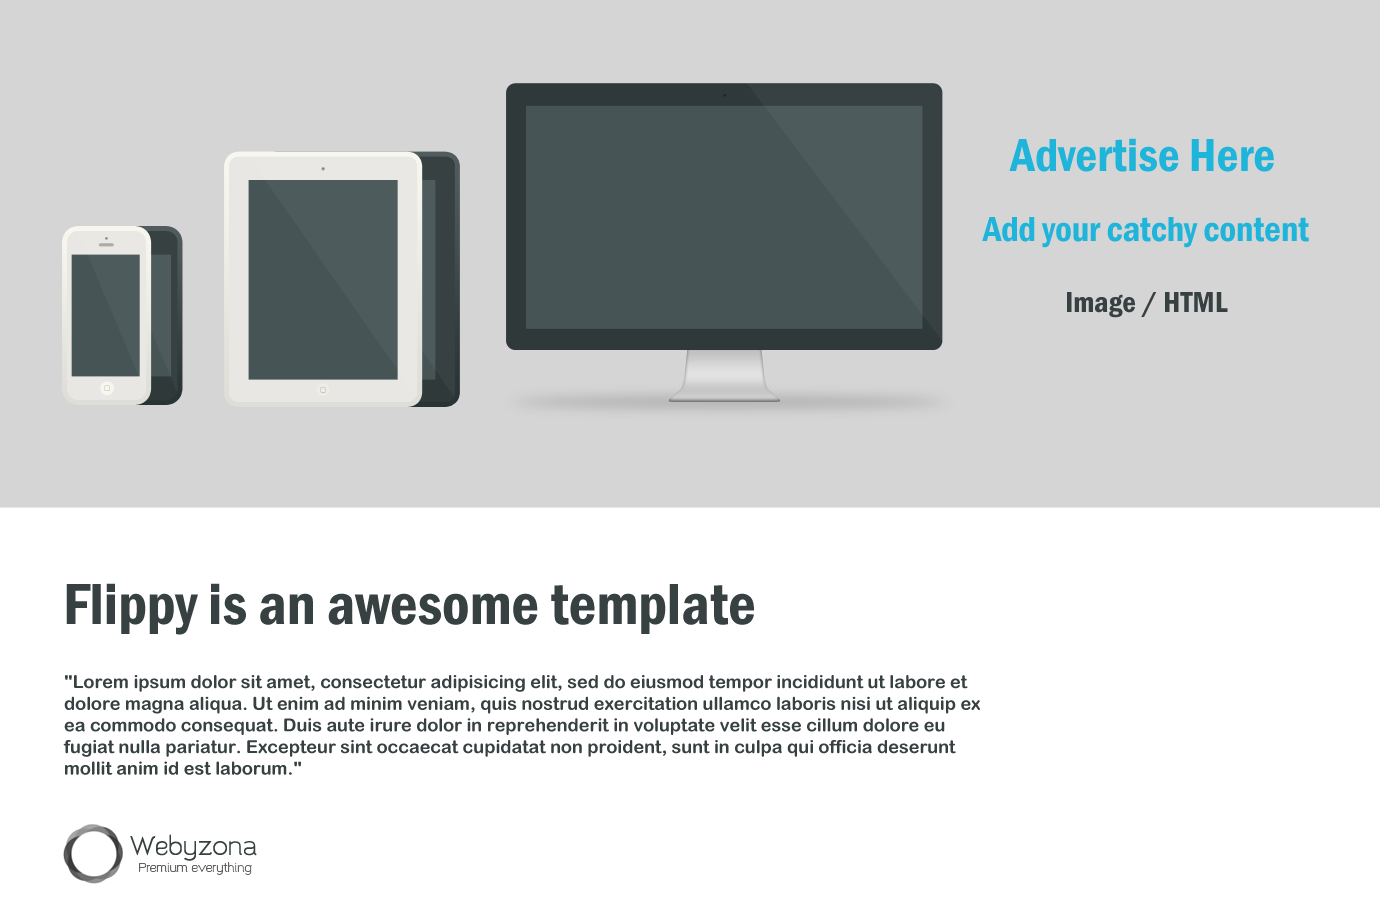 Advertise Here
Add your catchy content
Image / HTML
Flippy is an awesome template
"Lorem ipsum dolor sit amet, consectetur adipisicing elit, sed do eiusmod tempor incididunt ut labore et
dolore magna aliqua. Ut enim ad minim veniam, quis nostrud exercitation ullamco laboris nisi ut aliquip ex
ea commodo consequat. Duis aute irure dolor in reprehenderit in voluptate velit esse cillum dolore eu
fugiat nulla pariatur. Excepteur sint occaecat cupidatat non proident, sunt in culpa qui officia deserunt
mollit anim id est laborum."
Webyzona
Premium everything